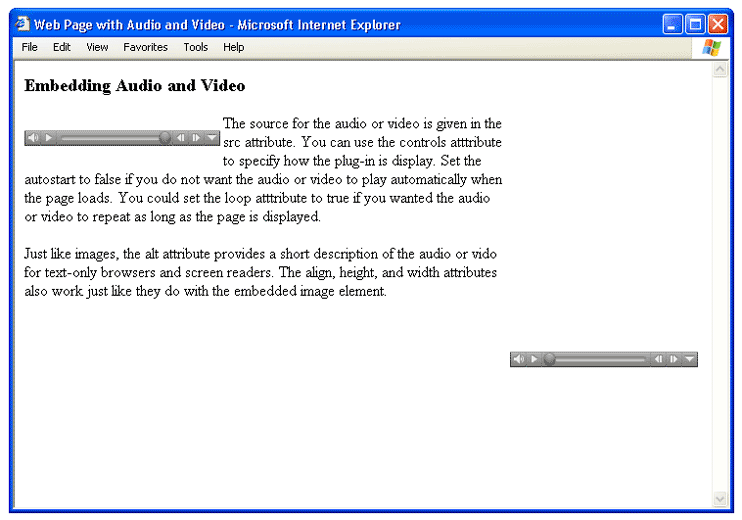 Web Page with Audio and Video - Microsoft Internet Explorer
File Edit View Favorites Tools Help
Embedding Audio and Video
The source for the audio or video is given in the
src attribute. You can use the controls atttribute
to specify how the plug-in is display. Set the
autostart to false if you do not want the audio or video to play automatically when
the page loads. You could set the loop atttribute to true if you wanted the audio
or video to repeat as long as the page is displayed.
Just like images, the alt attribute provides a short description of the audio or vido
for text-only browsers and screen readers. The align, height, and width attributes
also work just like they do with the embedded image element.